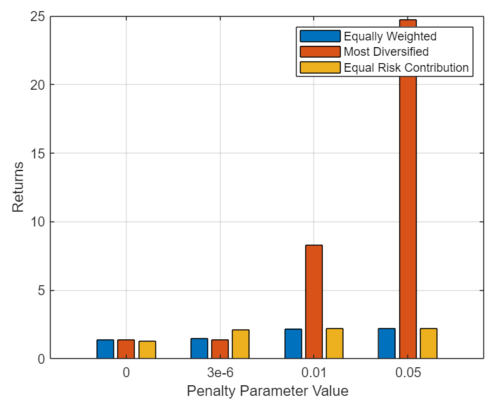 25
20
15
10
5
0
Returns
Equally Weighted
Most Diversified
Equal Risk Contribution
0
3e-6
0.01
0.05
Penalty Parameter Value